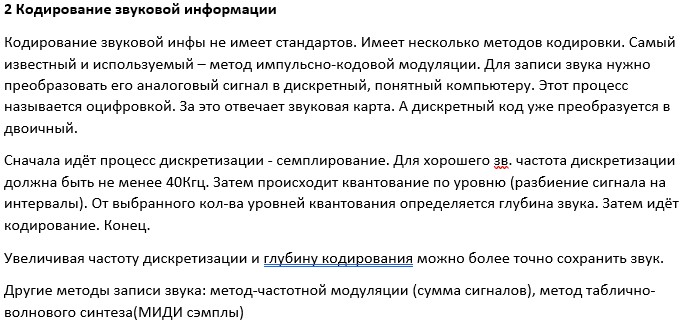 2 Кодирование звуковой информации
Кодирование звуковой инфы не имеет стандартов. Имеет несколько методов кодировки. Самый
известный и используемый – метод импульсно-кодовой модуляции. Для записи звука нужно
преобразовать его аналоговый сигнал в дискретный, понятный компьютеру. Этот процесс
называется оцифровкой. За это отвечает звуковая карта. А дискретный код уже преобразуется в
двоичный.
Сначала идёт процесс дискретизации - семплирование. Для хорошего зв. частота дискретизации
должна быть не менее 40Кгц. Затем происходит квантование по уровню (разбиение сигнала на
интервалы). От выбранного кол-ва уровней квантования определяется глубина звука. Затем идёт
кодирование. Конец.
Увеличивая частоту дискретизации и глубину кодирования можно более точно сохранить звук.
Другие методы записи звука: метод-частотной модуляции (сумма сигналов), метод таблично-
волнового синтеза(МИДИ сэмплы)